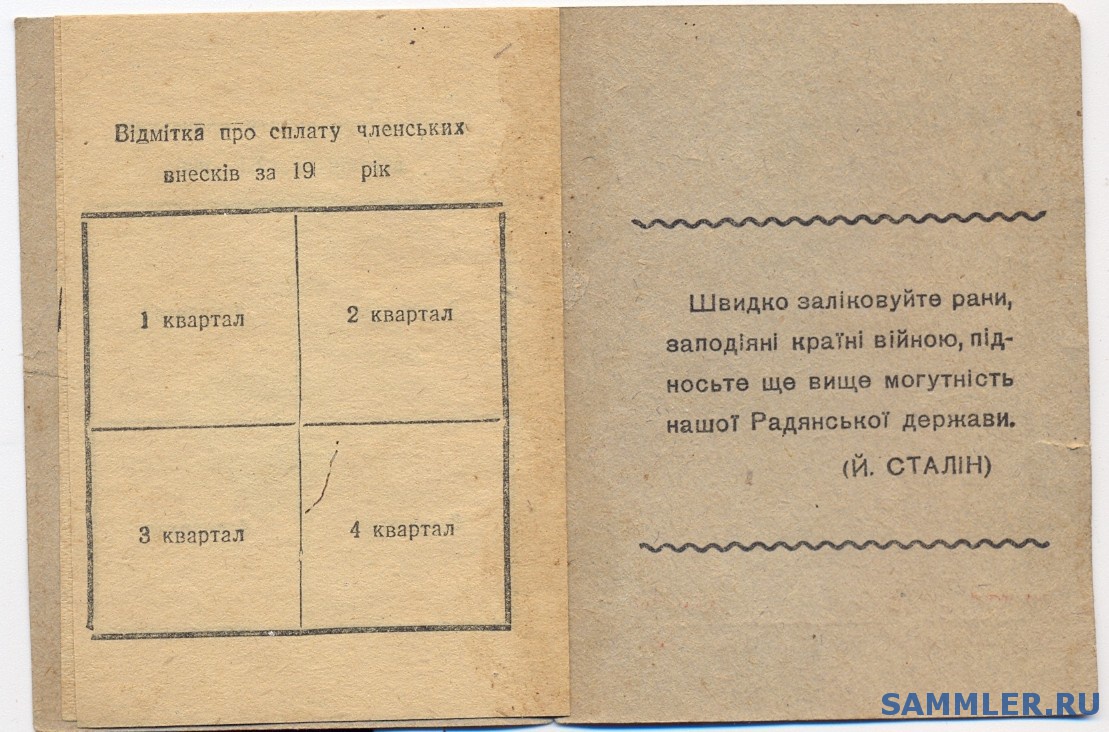 Відмітка про сплату членських
внесків за 19 рік
1 квартал
2 квартал
3 квартал
4 квартал
Швидко заліковуйте рани,
заподіяні країні війною, під-
носьте ще вище могутність
нашої Радянської держави.
(Й. СТАЛІН)
SAMMLER.RU